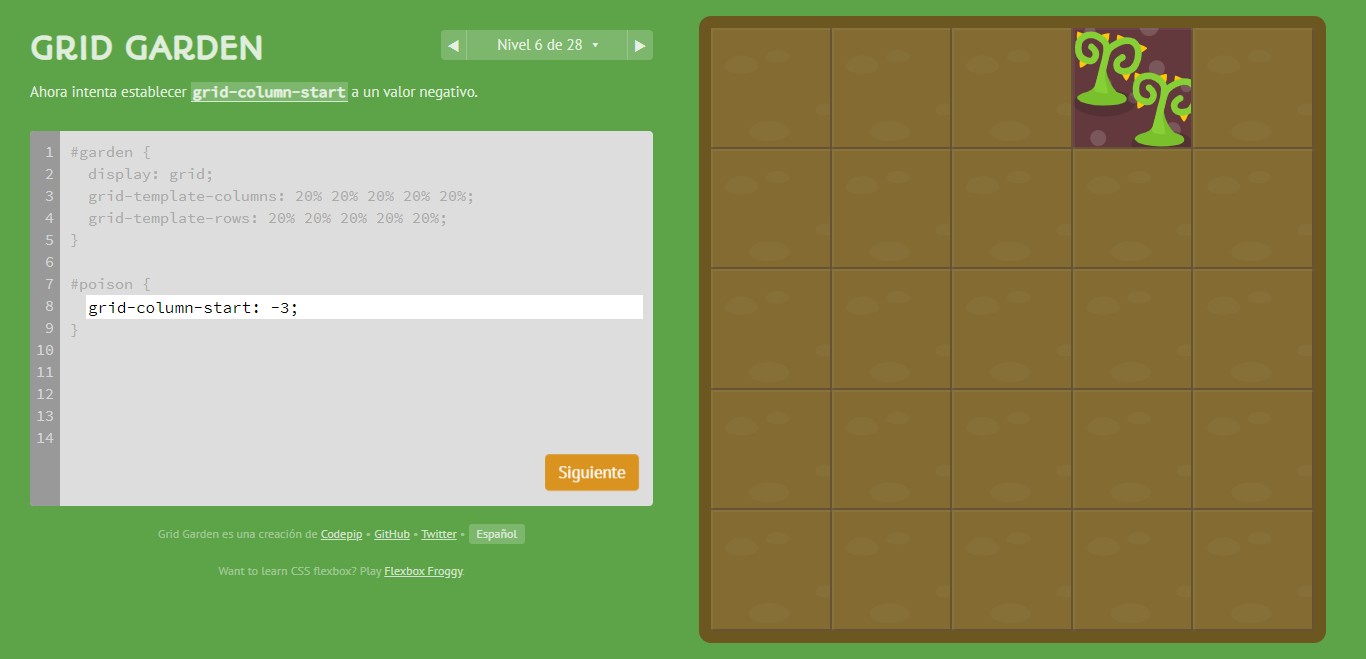 GRID GARDEN
◀ Nivel 6 de 28 ▾ ▶
Ahora intenta establecer grid-column-start a un valor negativo.
1 #garden {
2 display: grid;
3 grid-template-columns: 20% 20% 20% 20% 20%;
4 grid-template-rows: 20% 20% 20% 20% 20%;
5 }
6
7 #poison {
8 grid-column-start: -3;
9 }
10
11
12
13
14
Siguiente
Grid Garden es una creación de Codepip • GitHub • Twitter • Español
Want to learn CSS flexbox? Play Flexbox Froggy.